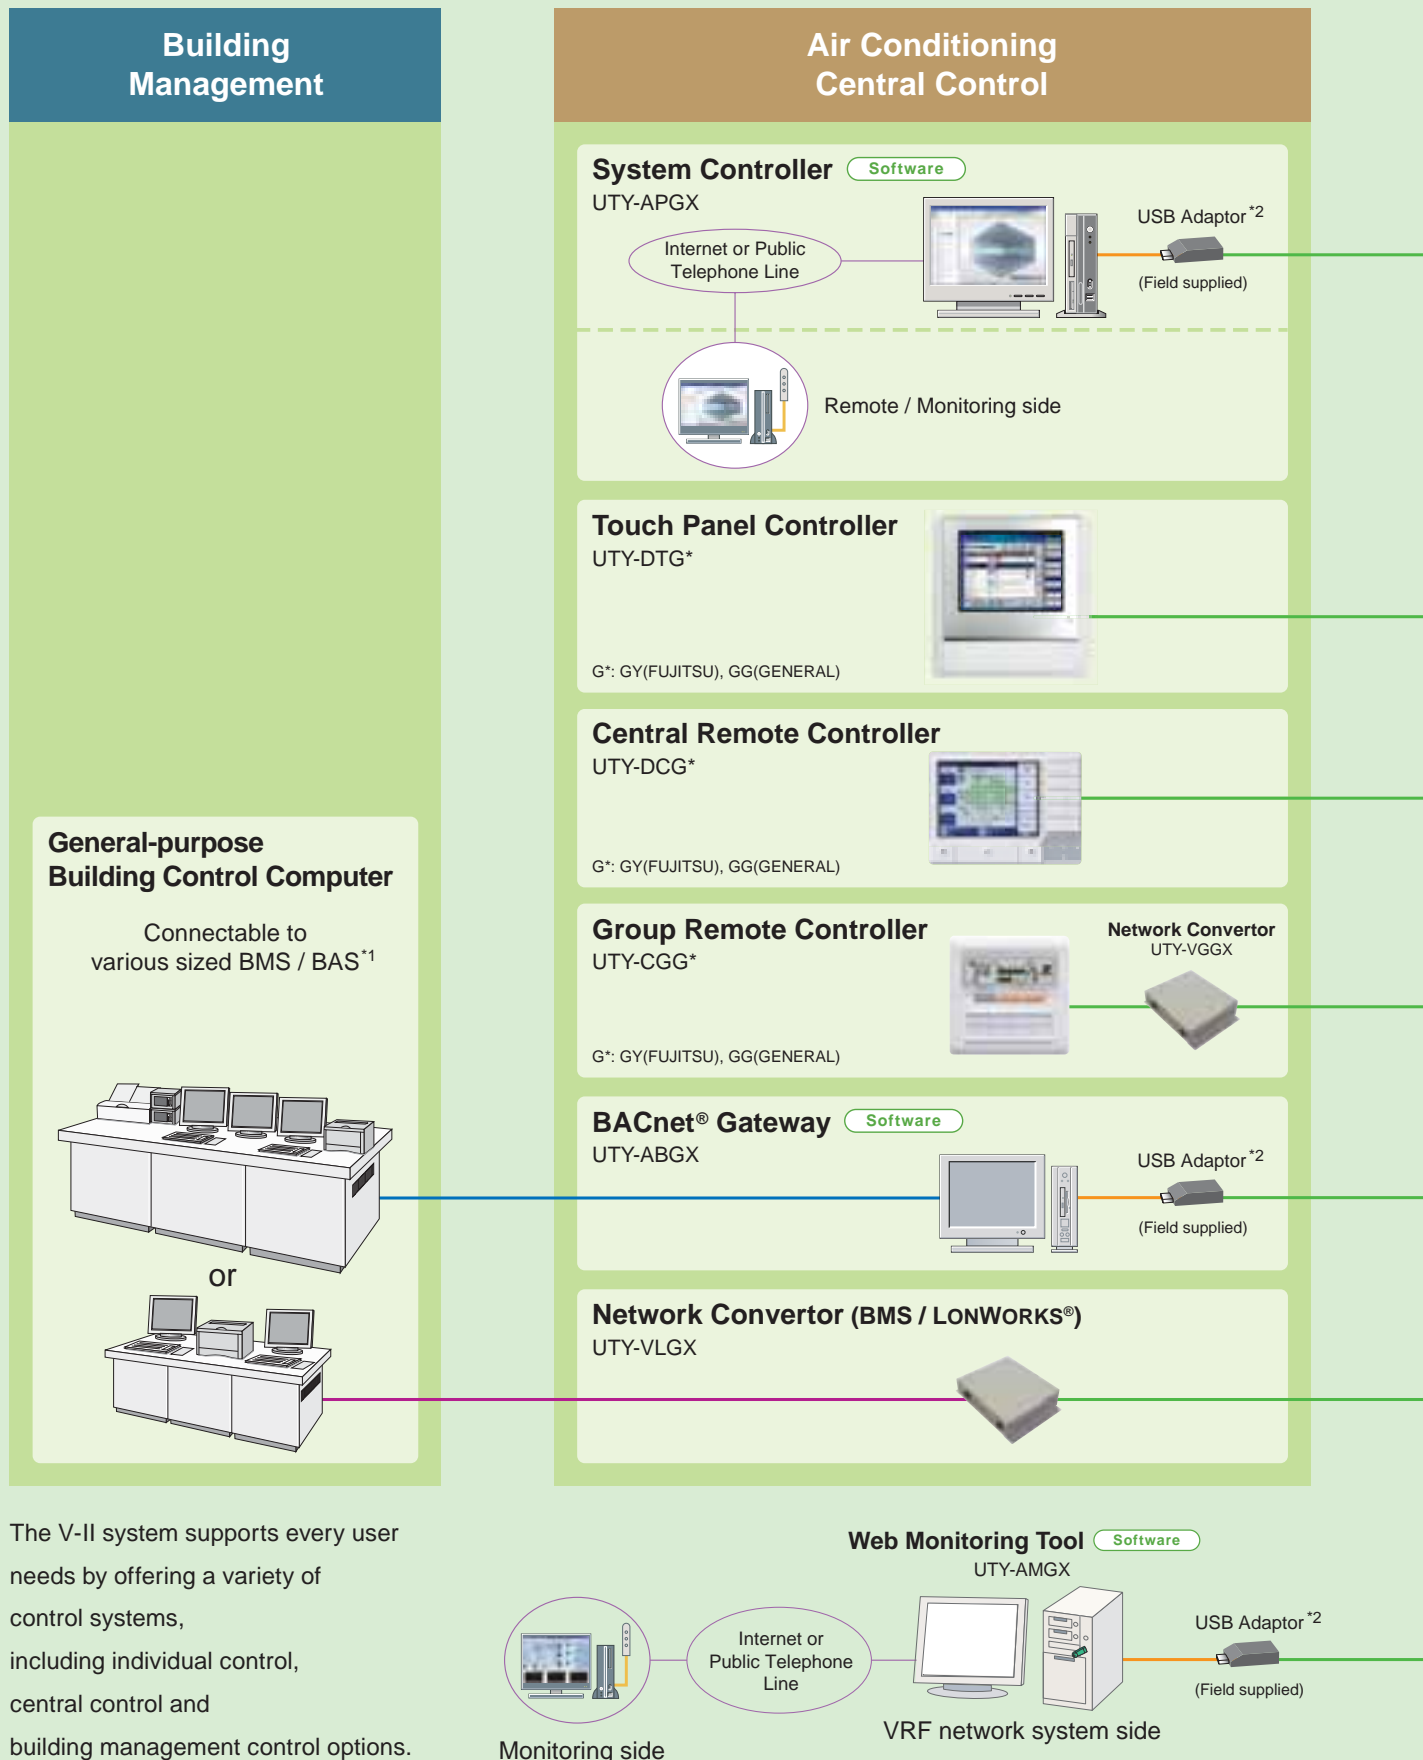 Building
Management
General-purpose
Building Control Computer
Connectable to
various sized BMS / BAS*1
or
Air Conditioning
Central Control
System Controller Software
UTY-APGX
Internet or Public
Telephone Line
USB Adaptor*2
(Field supplied)
Remote / Monitoring side
Touch Panel Controller
UTY-DTG*
G*: GY(FUJITSU), GG(GENERAL)
Central Remote Controller
UTY-DCG*
G*: GY(FUJITSU), GG(GENERAL)
Group Remote Controller
UTY-CGG*
Network Convertor
UTY-VGGX
G*: GY(FUJITSU), GG(GENERAL)
BACnet® Gateway Software
UTY-ABGX
USB Adaptor*2
(Field supplied)
Network Convertor (BMS / LONWORKS®)
UTY-VLGX
The V-II system supports every user
needs by offering a variety of
control systems,
including individual control,
central control and
building management control options.
Web Monitoring Tool Software
UTY-AMGX
Internet or
Public Telephone
Line
USB Adaptor*2
(Field supplied)
VRF network system side
Monitoring side